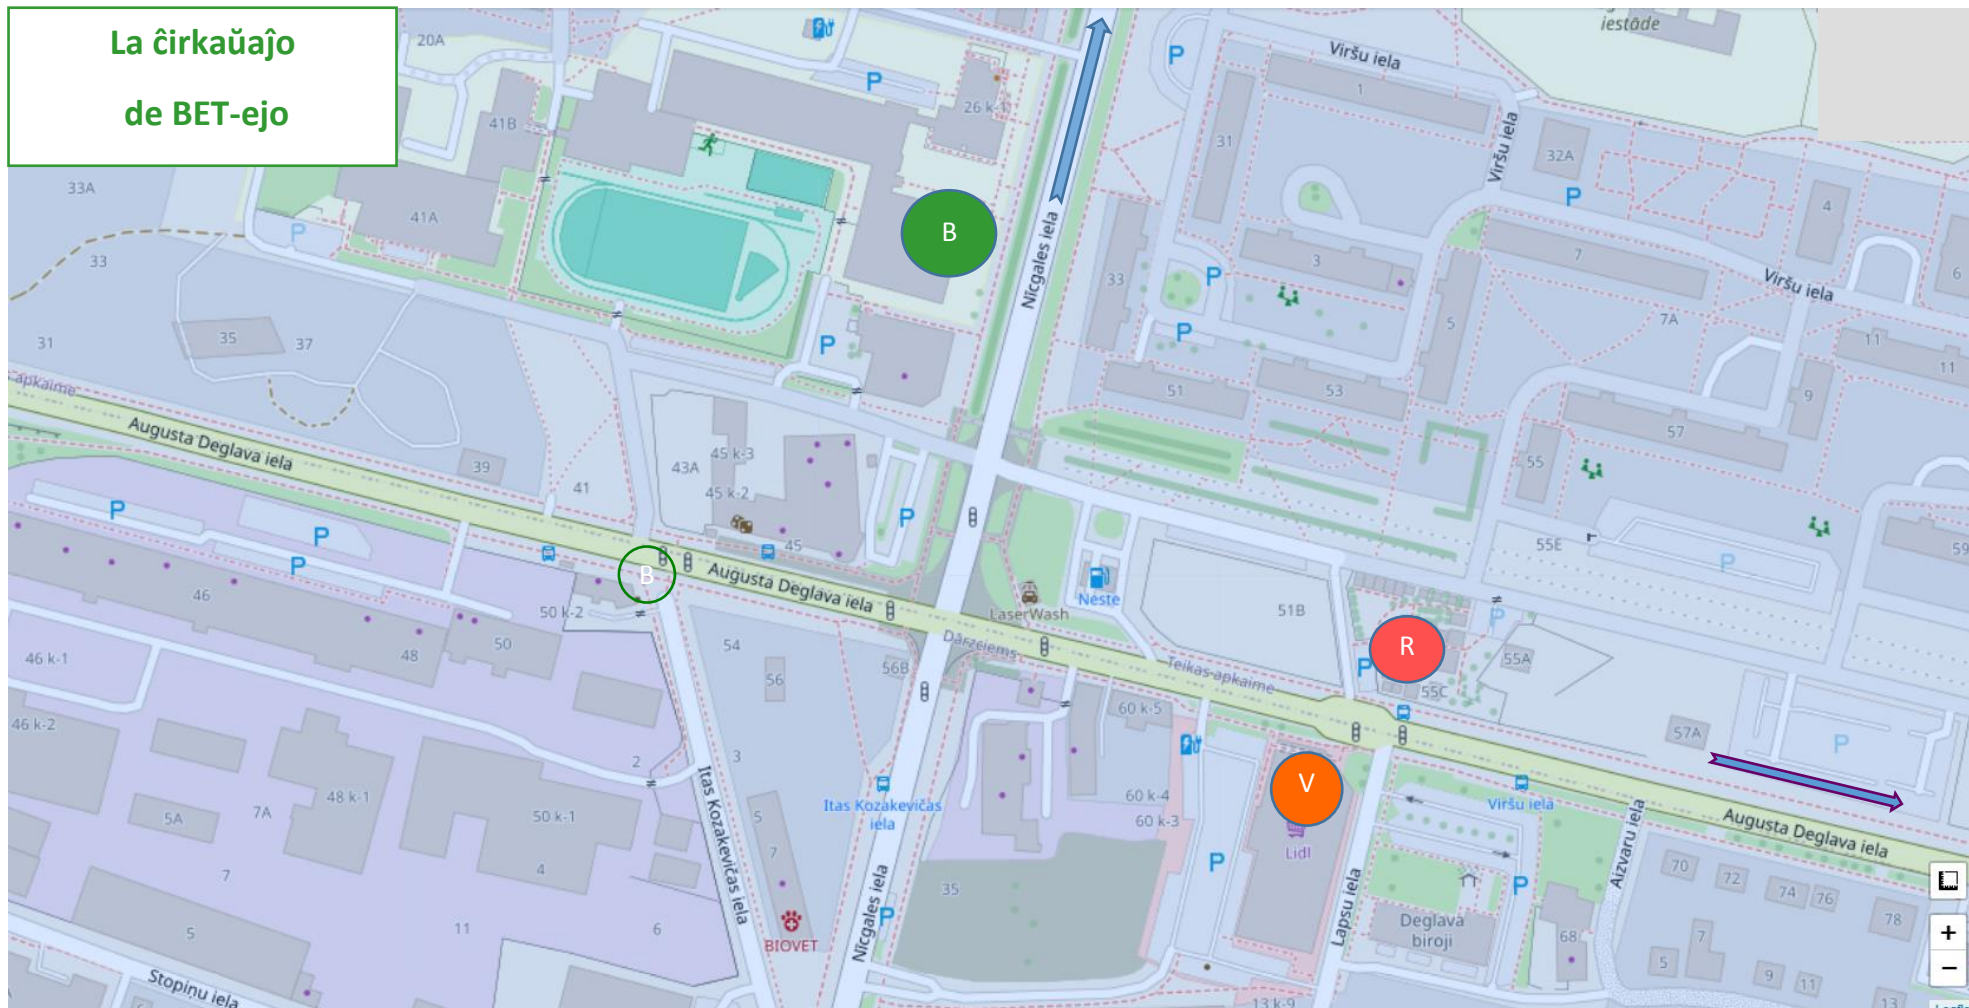 La ĉirkaŭaĵo
de BET-ejo
iestāde
Viršu iela
20A
P
P
1
26 k-1
41B
31
Viršu iela
32A
P
33A
41A
P
B
4
33
Nīcgales iela
33
P
3
7
Viršu iela
6
31
35
37
P
P
5
7A
11
11
apkaime
51
53
9
Augusta Deglava iela
39
41
43A
45 k-3
45 k-2
57
55
P
P
P
P
45
55E
P
59
B
Augusta Deglava iela
46
50 k-2
LaserWash
Neste
51B
P
R
46 k-1
48
50
54
56
56B
Dārzciems
Teikas apkaime
P
55A
55C
46 k-2
60 k-5
57A
P
2
3
Itas Kozakevičas iela
Itas Kozakevičas
iela
V
Viršu iela
5A
7A
48 k-1
50 k-1
5
60 k-4
60 k-3
Augusta Deglava iela
Lidl
7
4
7
35
P
P
Nīcgales iela
Lapsu iela
Aizvaru iela
70
72
74
76
78
5
11
6
BIOVET
P
Deglava
biroji
68
7
5
9
11
+
−
Stopiņu iela
13 k-9